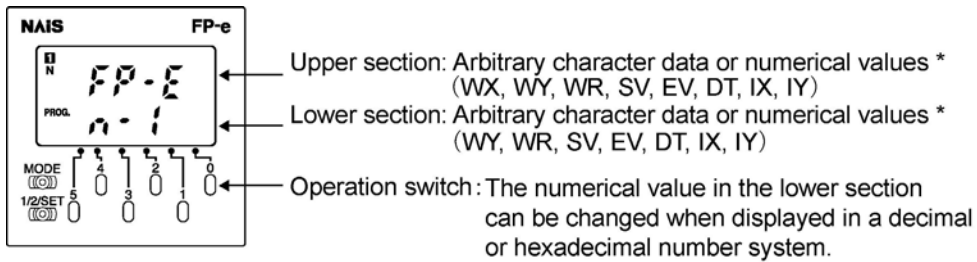 NAiS FP-e
1
N
FP-E
PROG.
n-1
MODE
4 2 0
1/2/SET 5 3 1
Upper section: Arbitrary character data or numerical values *
(WX, WY, WR, SV, EV, DT, IX, IY)
Lower section: Arbitrary character data or numerical values *
(WY, WR, SV, EV, DT, IX, IY)
Operation switch: The numerical value in the lower section
can be changed when displayed in a decimal
or hexadecimal number system.